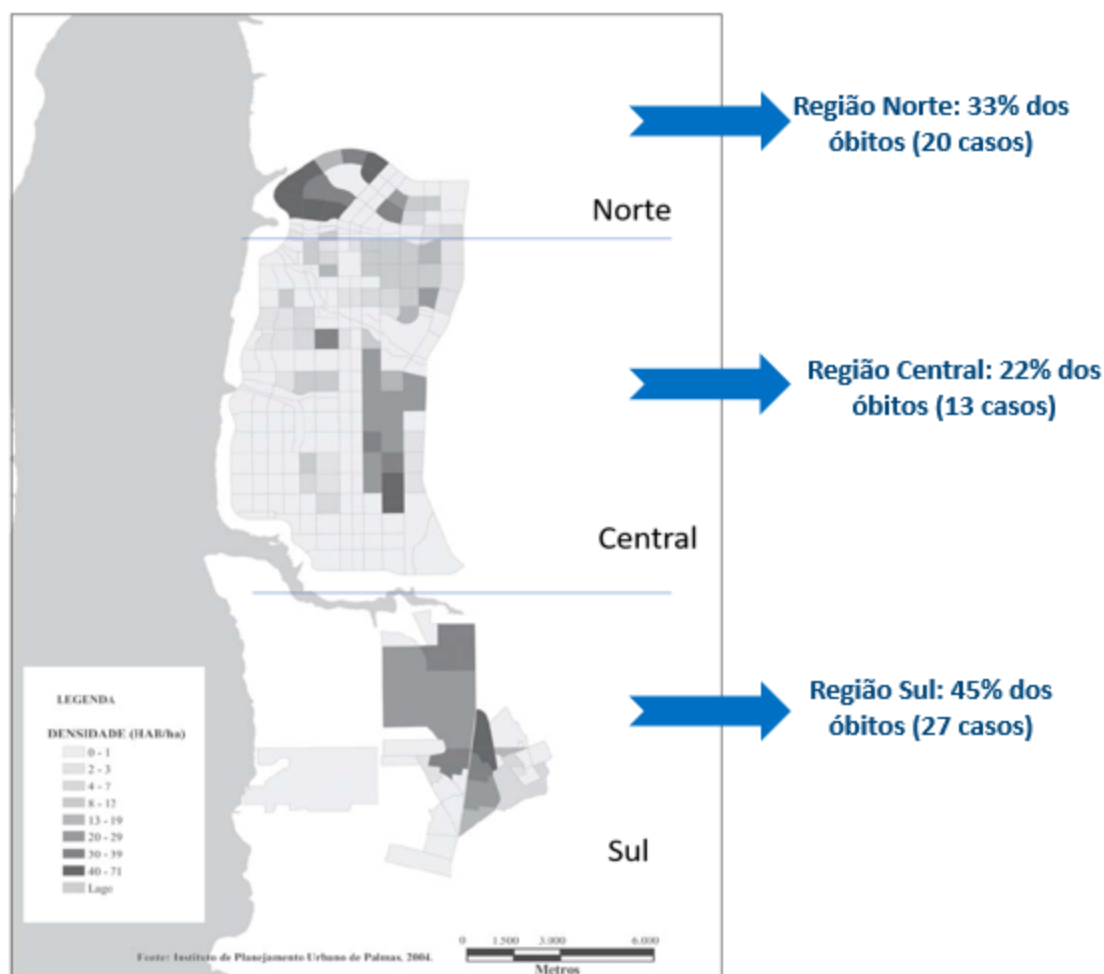 Região Norte: 33% dos
óbitos (20 casos)
Norte
Região Central: 22% dos
óbitos (13 casos)
Central
Região Sul: 45% dos
óbitos (27 casos)
Sul
LEGENDA
DENSIDADE (HAB/ha)
0 - 1
2 - 3
4 - 7
8 - 12
13 - 19
20 - 29
30 - 39
40 - 71
Lago
Fonte: Instituto de Planejamento Urbano de Palmas, 2004.
0 1.500 3.000 6.000
Metros